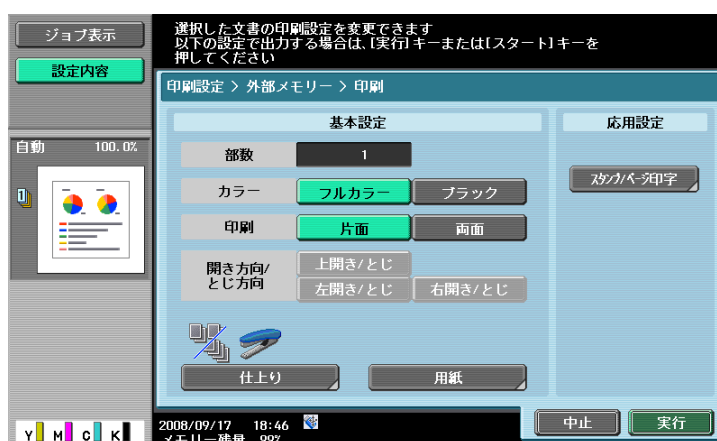 ジョブ表示
設定内容
選択した文書の印刷設定を変更できます
以下の設定で出力する場合は、[実行]キーまたは[スタート]キーを
押してください
印刷設定 > 外部メモリー > 印刷
自動 100.0%
1
基本設定
部数 1
カラー フルカラー ブラック
印刷 片面 両面
開き方向/
とじ方向
上開き/とじ
左開き/とじ 右開き/とじ
仕上り 用紙
応用設定
スタンプ/ページ印字
Y M C K
2008/09/17 18:46
メモリー残量 99%
中止 実行